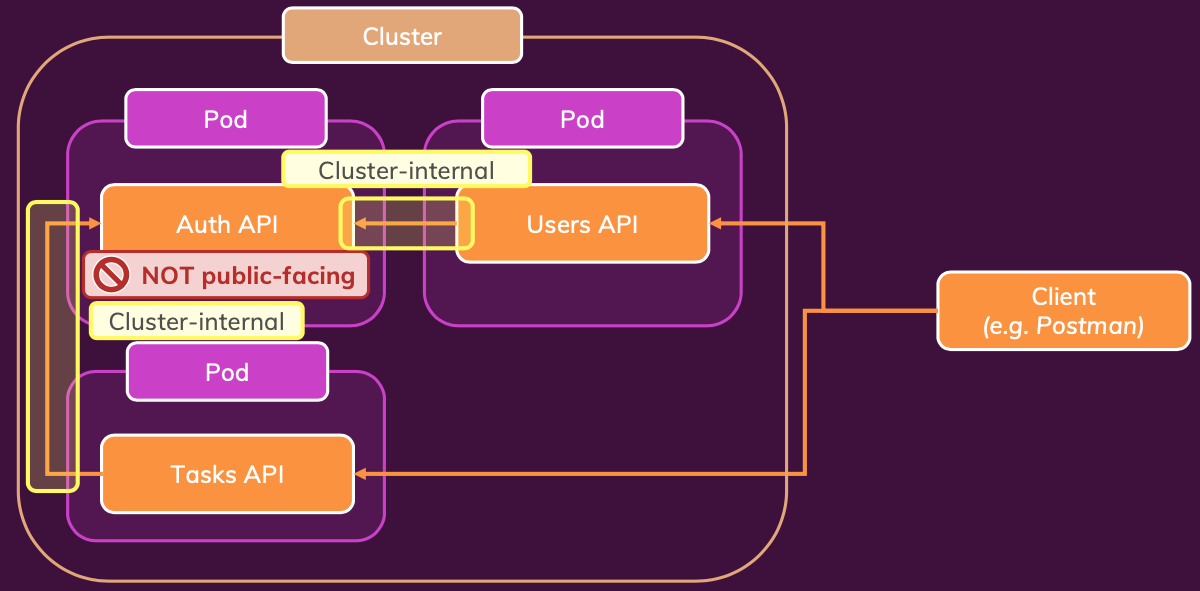 Cluster
Pod
Pod
Cluster-internal
Auth API
Users API
NOT public-facing
Client
(e.g. Postman)
Cluster-internal
Pod
Tasks API